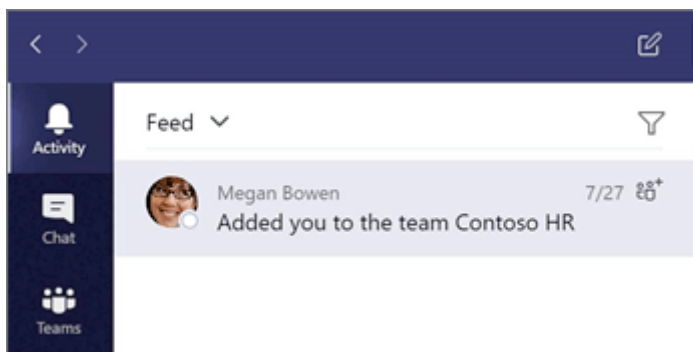 Activity
Chat
Teams
Feed
Megan Bowen 7/27
Added you to the team Contoso HR